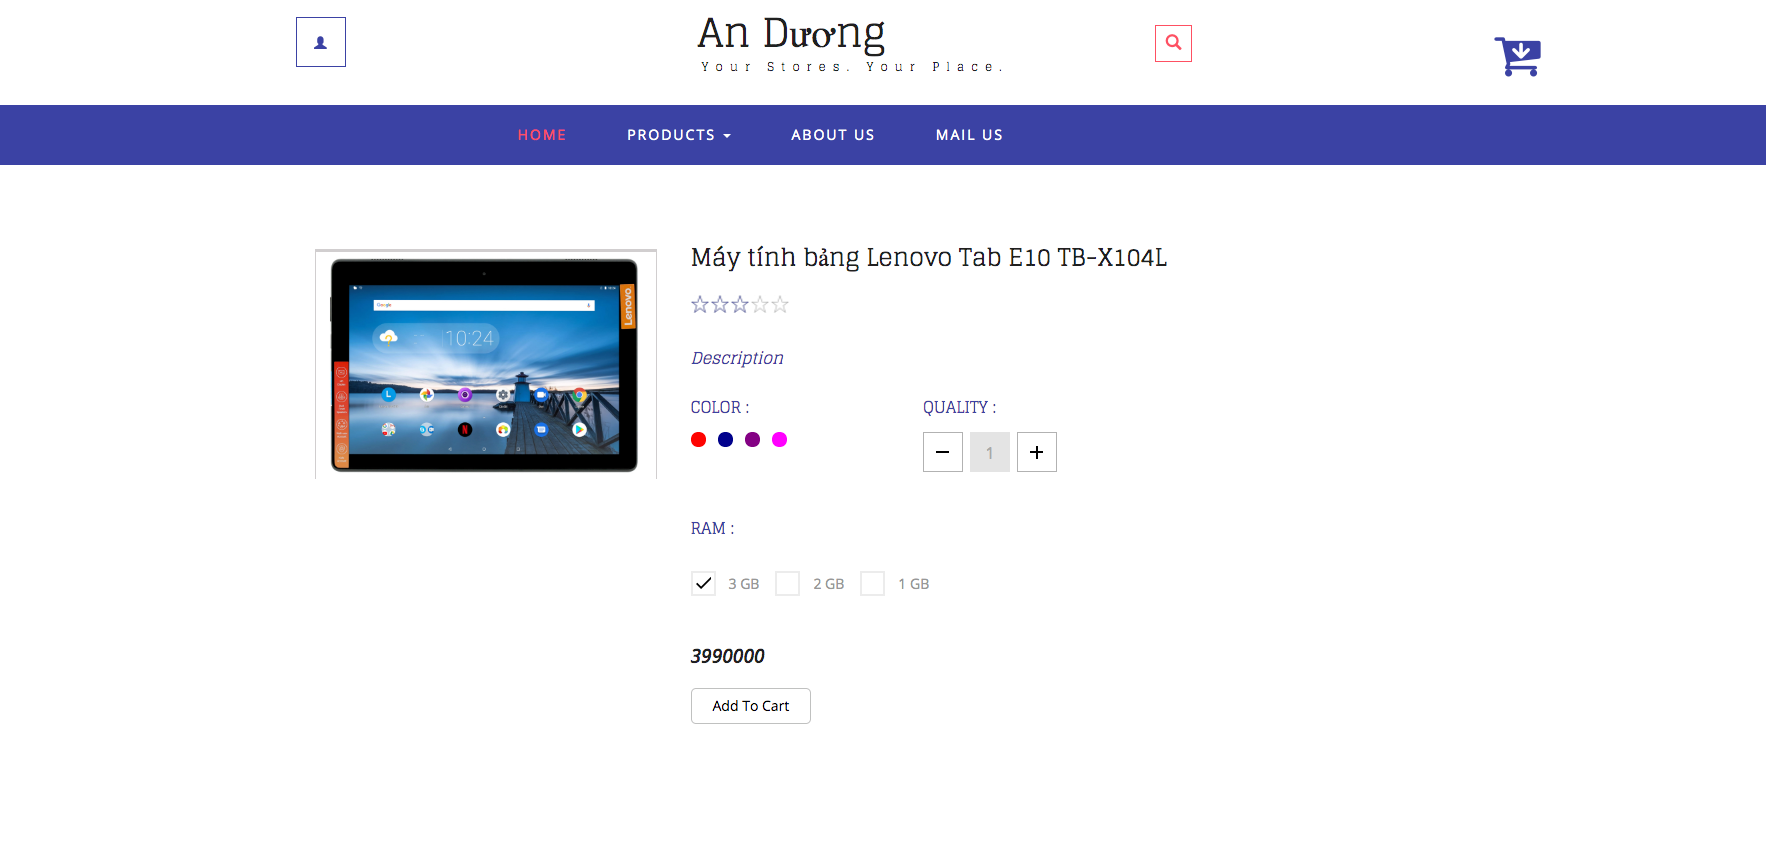 An Dương
Your Stores. Your Place.
HOME PRODUCTS ABOUT US MAIL US
Máy tính bảng Lenovo Tab E10 TB-X104L
Google
Lenovo
10:24
Description
COLOR : QUALITY :
1
RAM :
3 GB 2 GB 1 GB
3990000
Add To Cart